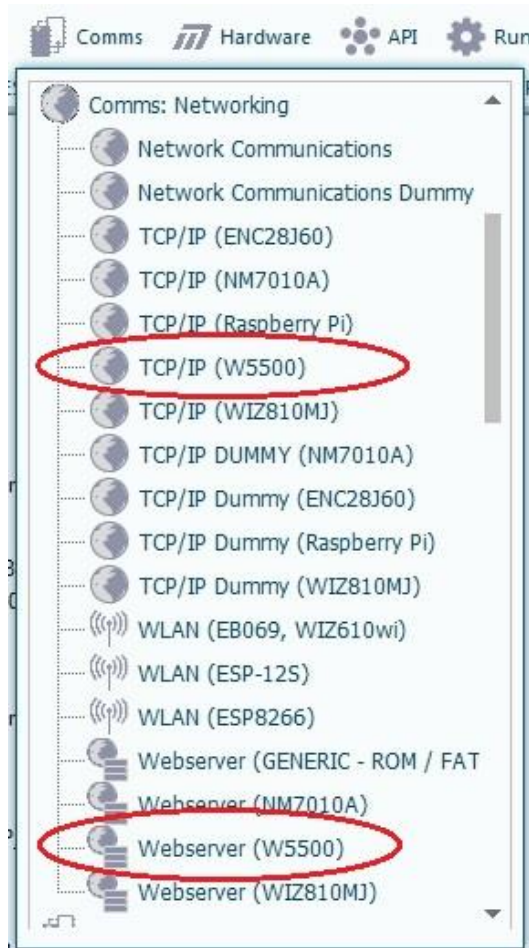 Comms Hardware API Run
Comms: Networking
Network Communications
Network Communications Dummy
TCP/IP (ENC28J60)
TCP/IP (NM7010A)
TCP/IP (Raspberry Pi)
TCP/IP (W5500)
TCP/IP (WIZ810MJ)
TCP/IP DUMMY (NM7010A)
TCP/IP Dummy (ENC28J60)
TCP/IP Dummy (Raspberry Pi)
TCP/IP Dummy (WIZ810MJ)
WLAN (EB069, WIZ610wi)
WLAN (ESP-12S)
WLAN (ESP8266)
Webserver (GENERIC - ROM / FAT
Webserver (NM7010A)
Webserver (W5500)
Webserver (WIZ810MJ)